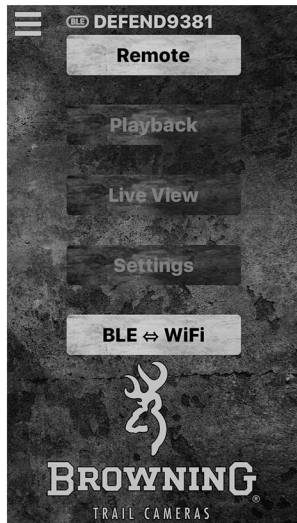 BLE DEFEND9381
Remote
Playback
Live View
Settings
BLE ⇔ WiFi
BROWNING®
TRAIL CAMERAS